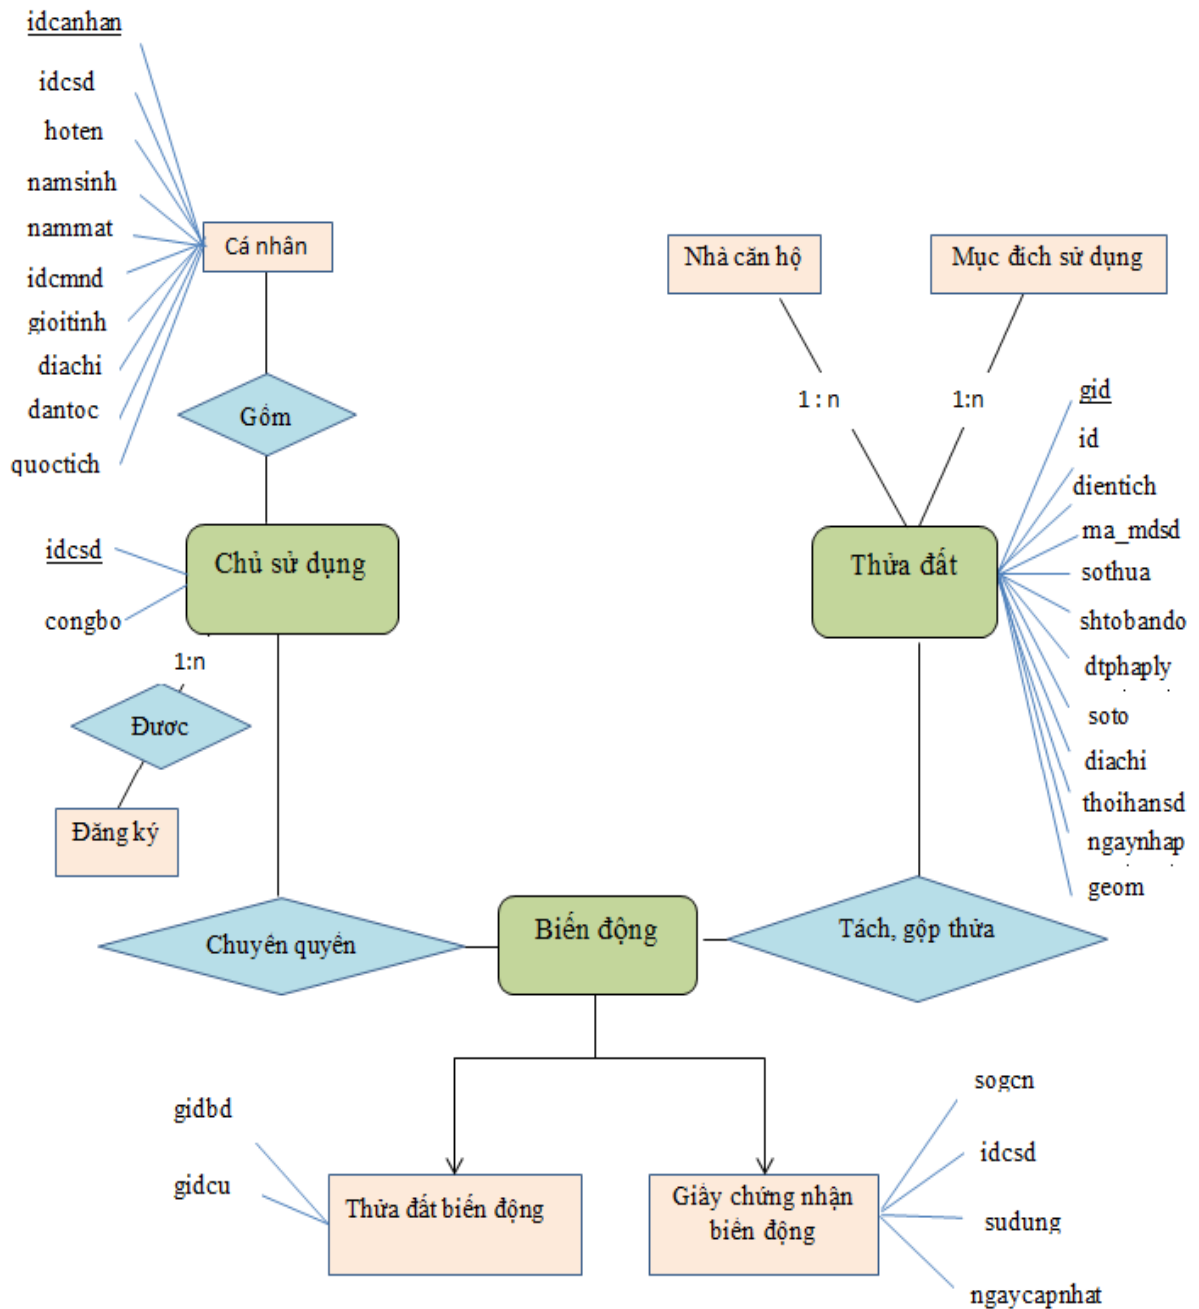 idcanhan
idcsd
hoten
namsinh
nammat
idcmnd
gioitinh
diachi
dantoc
quoctich
Cá nhân
Gồm
idcsd
congbo
Chủ sử dụng
1:n
Đươc
Đăng ký
Chuyển quyền
Nhà căn hộ
Mục đích sử dụng
1 : n
1:n
Thửa đất
gid
id
dientich
ma_mdsd
sothua
shtobando
dtphaply
soto
diachi
thoihansd
ngaynhap
geom
Biến động
Tách, gộp thửa
gidbd
gidcu
Thửa đất biến động
Giấy chứng nhận
biến động
sogcn
idcsd
sudung
ngaycapnhat